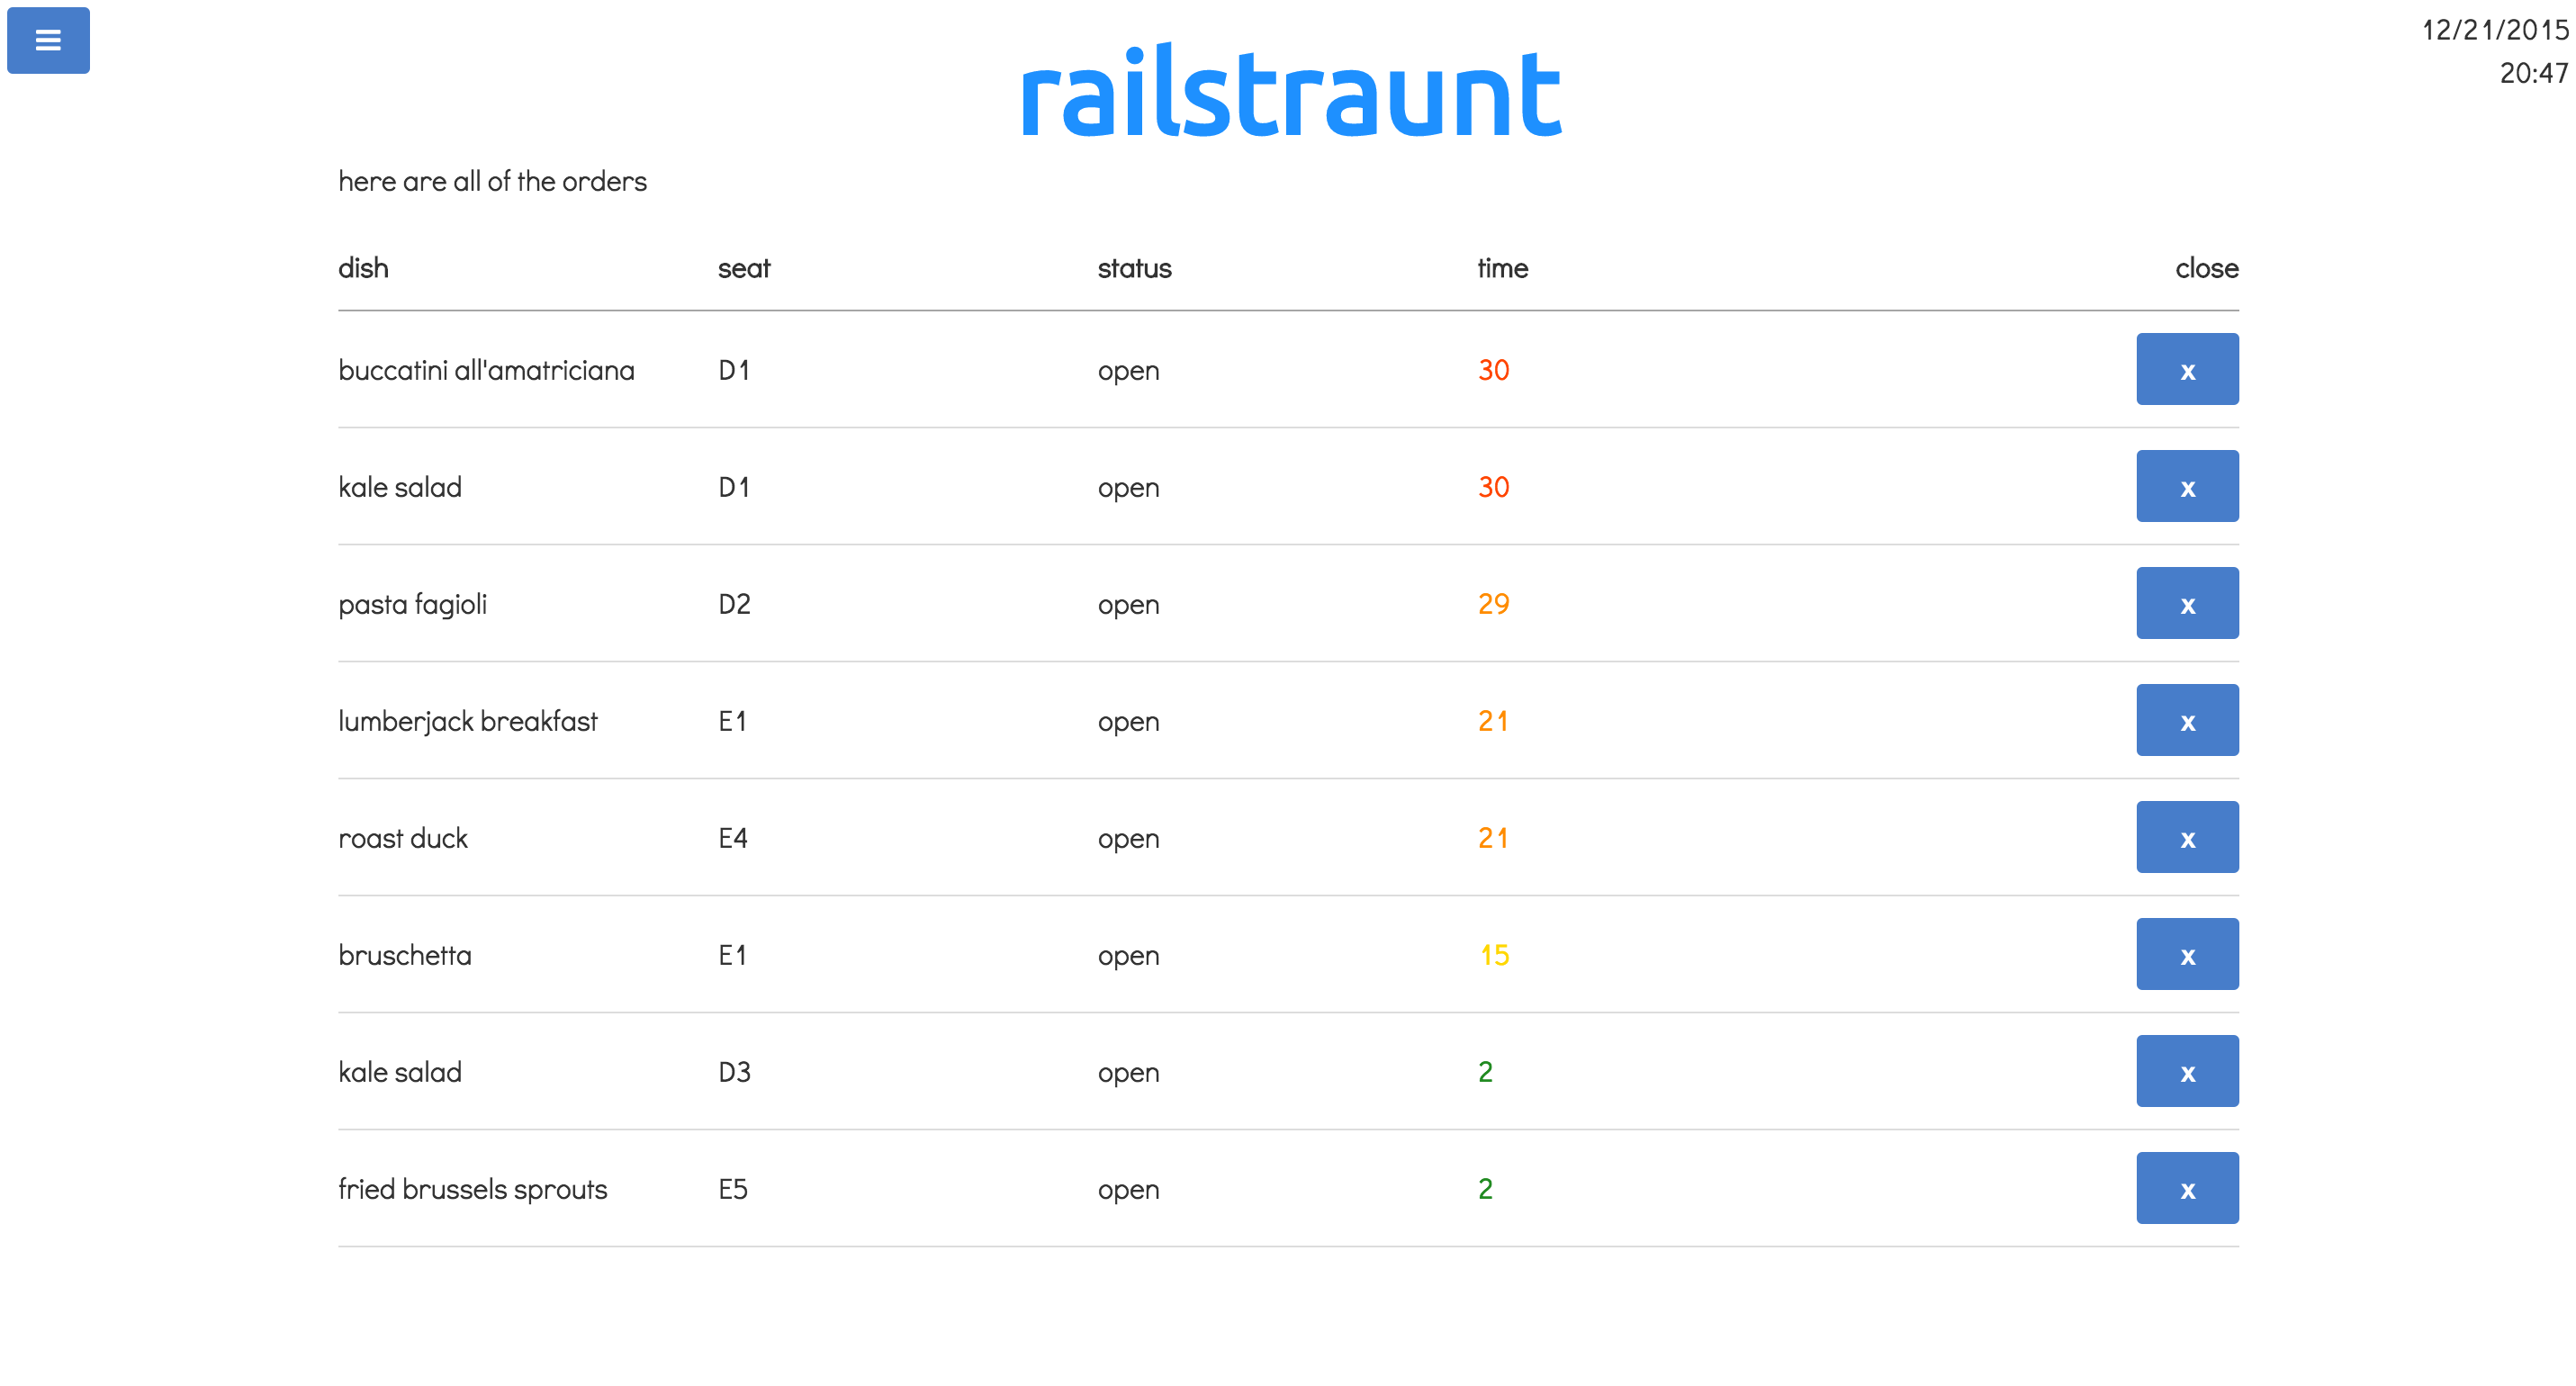 12/21/2015
20:47
railstraunt
here are all of the orders
dish seat status time close
buccatini all'amatriciana D1 open 30 x
kale salad D1 open 30 x
pasta fagioli D2 open 29 x
lumberjack breakfast E1 open 21 x
roast duck E4 open 21 x
bruschetta E1 open 15 x
kale salad D3 open 2 x
fried brussels sprouts E5 open 2 x